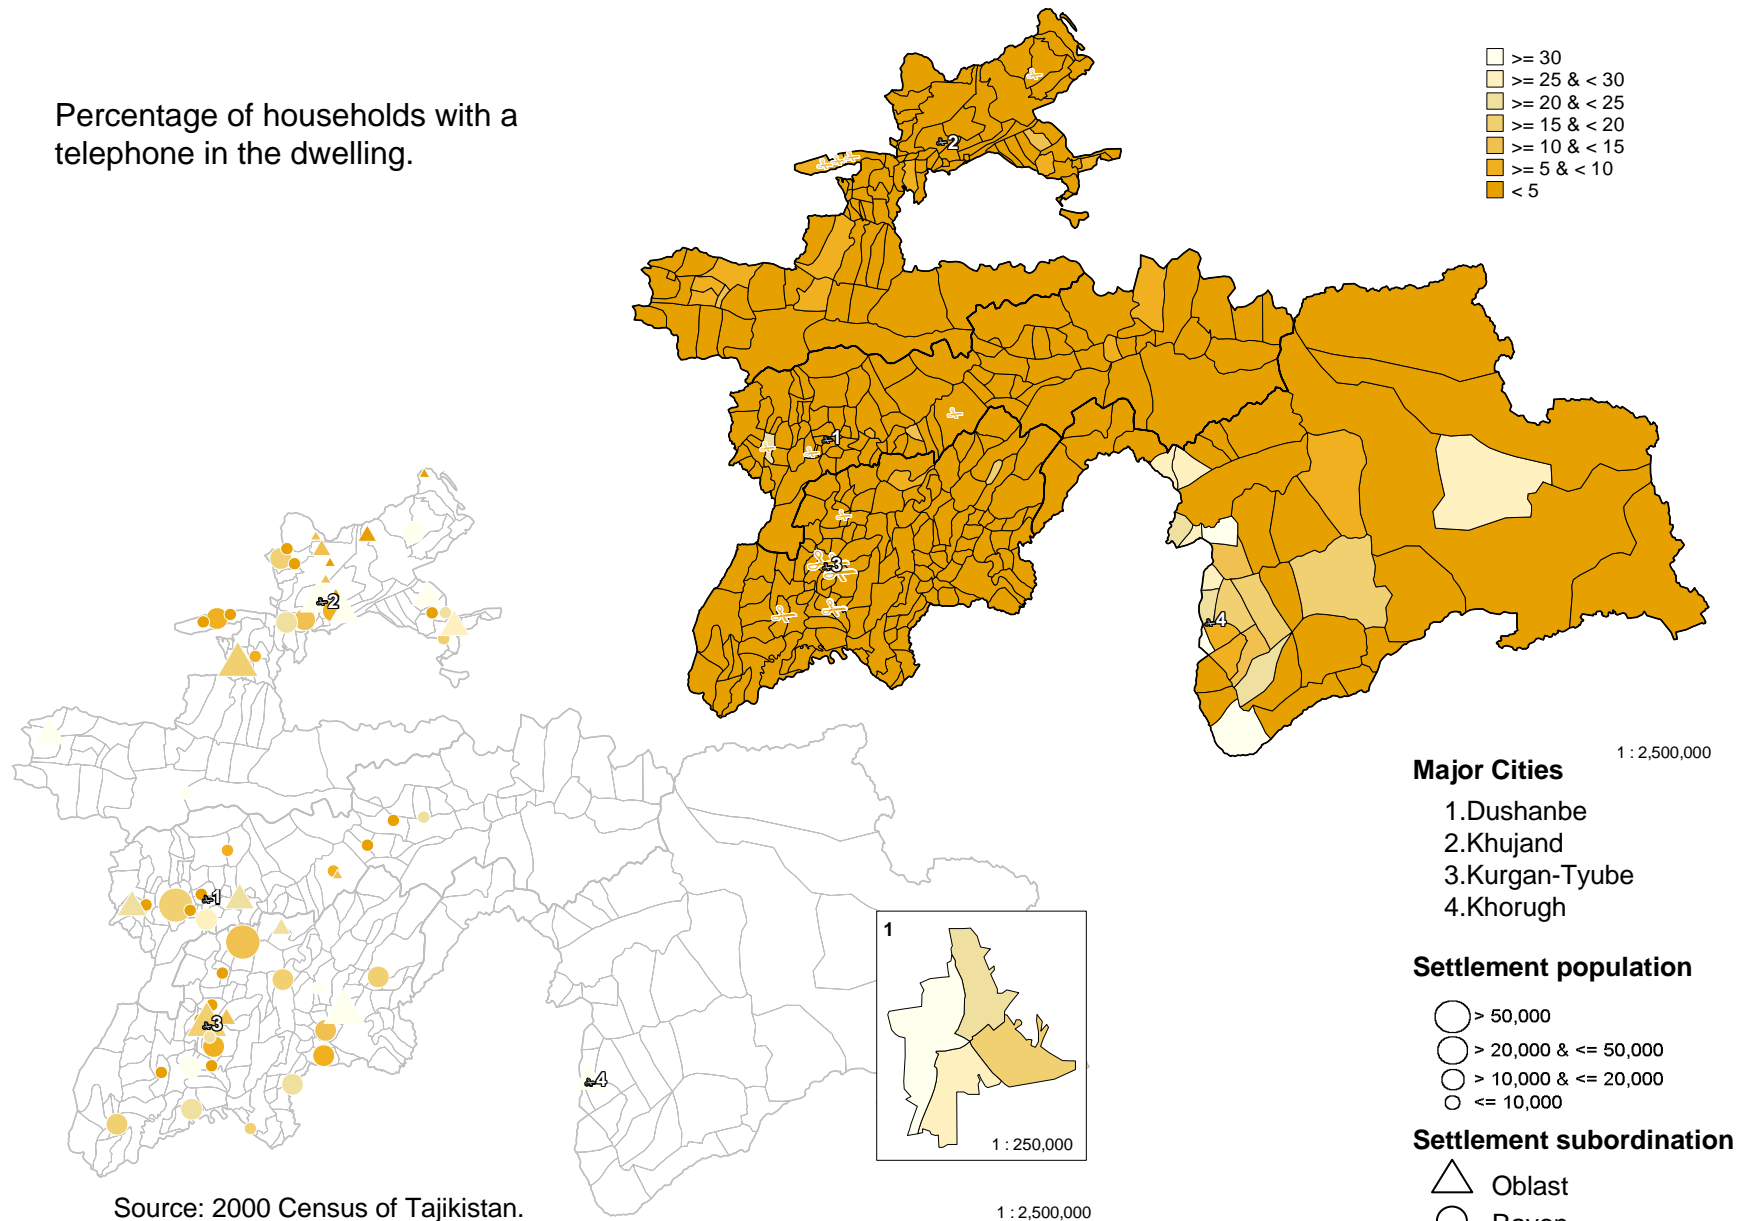 Percentage of households with a
telephone in the dwelling.
>= 30
>= 25 & < 30
>= 20 & < 25
>= 15 & < 20
>= 10 & < 15
>= 5 & < 10
< 5
2
1
3
4
1 : 2,500,000
Major Cities
1.Dushanbe
2.Khujand
3.Kurgan-Tyube
4.Khorugh
2
1
3
4
1
1 : 250,000
Settlement population
> 50,000
> 20,000 & <= 50,000
> 10,000 & <= 20,000
<= 10,000
Settlement subordination
Oblast
Rayon
Source: 2000 Census of Tajikistan.
1 : 2,500,000